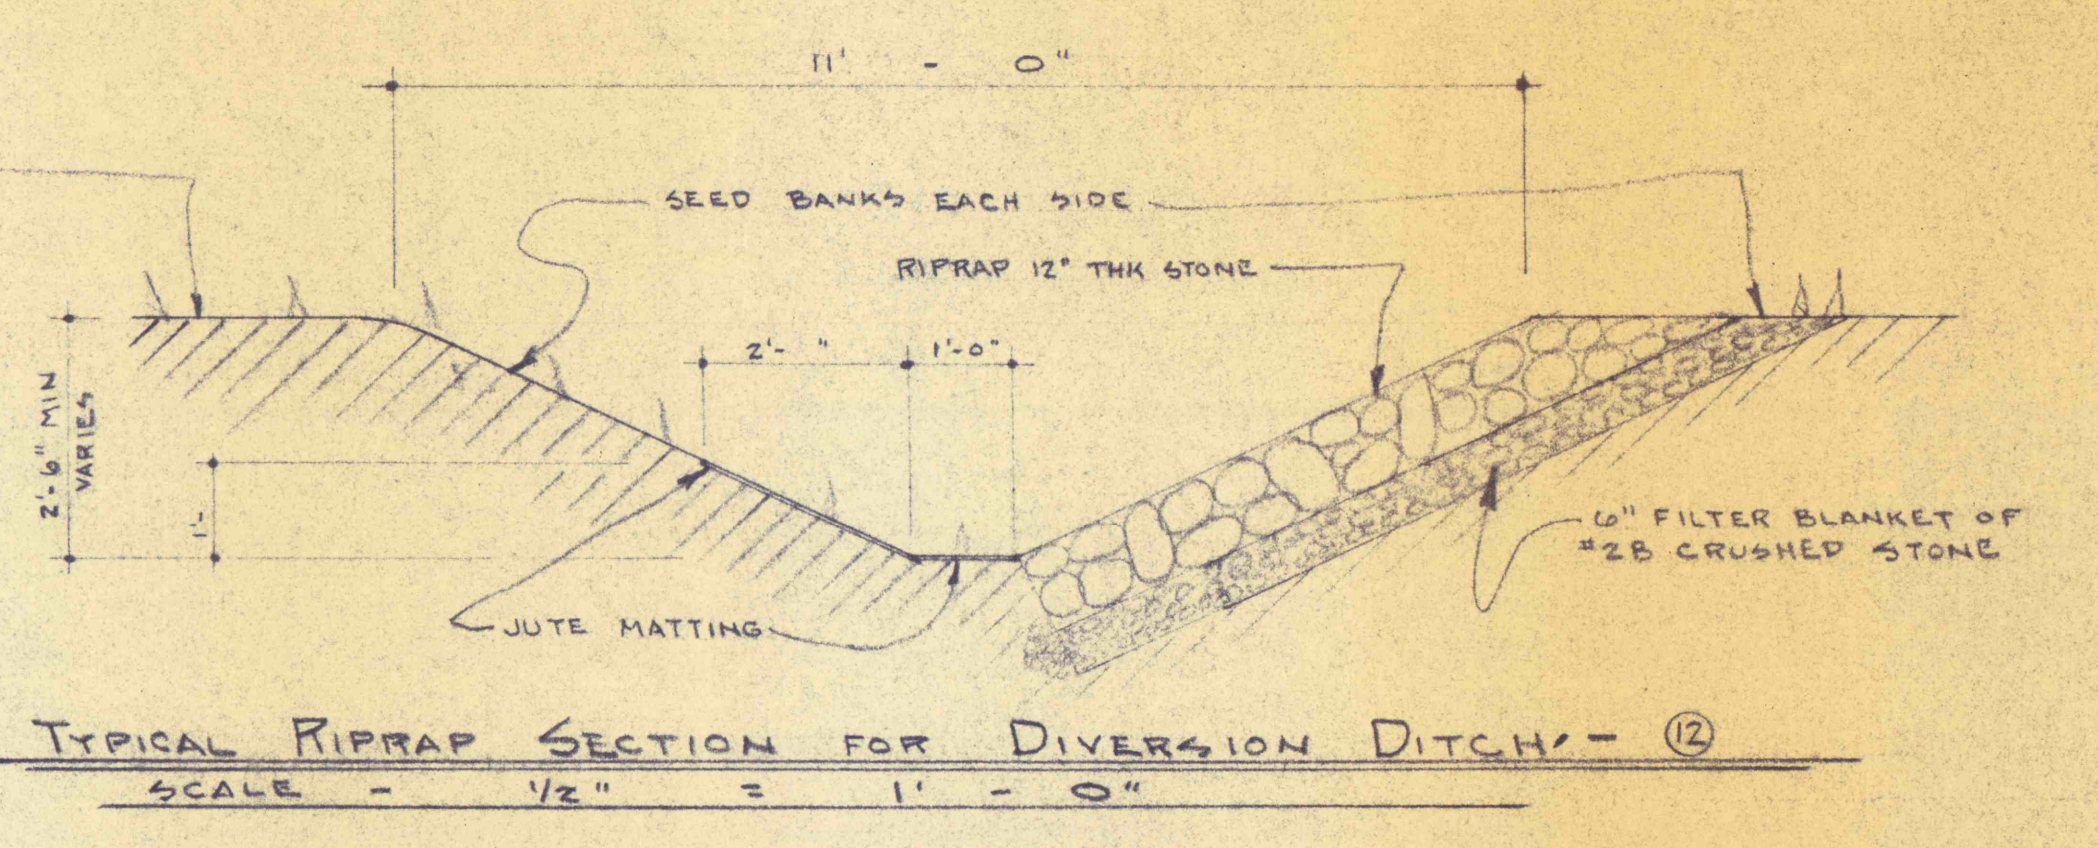 11' - 0"
SEED BANKS EACH SIDE
RIPRAP 12" THK STONE
2'- "
1'-0"
2'-6" MIN
VARIES
1'-
6" FILTER BLANKET OF
#2B CRUSHED STONE
JUTE MATTING
TYPICAL RIPRAP SECTION FOR DIVERSION DITCH'- 12
SCALE - 1/2" = 1' - 0"